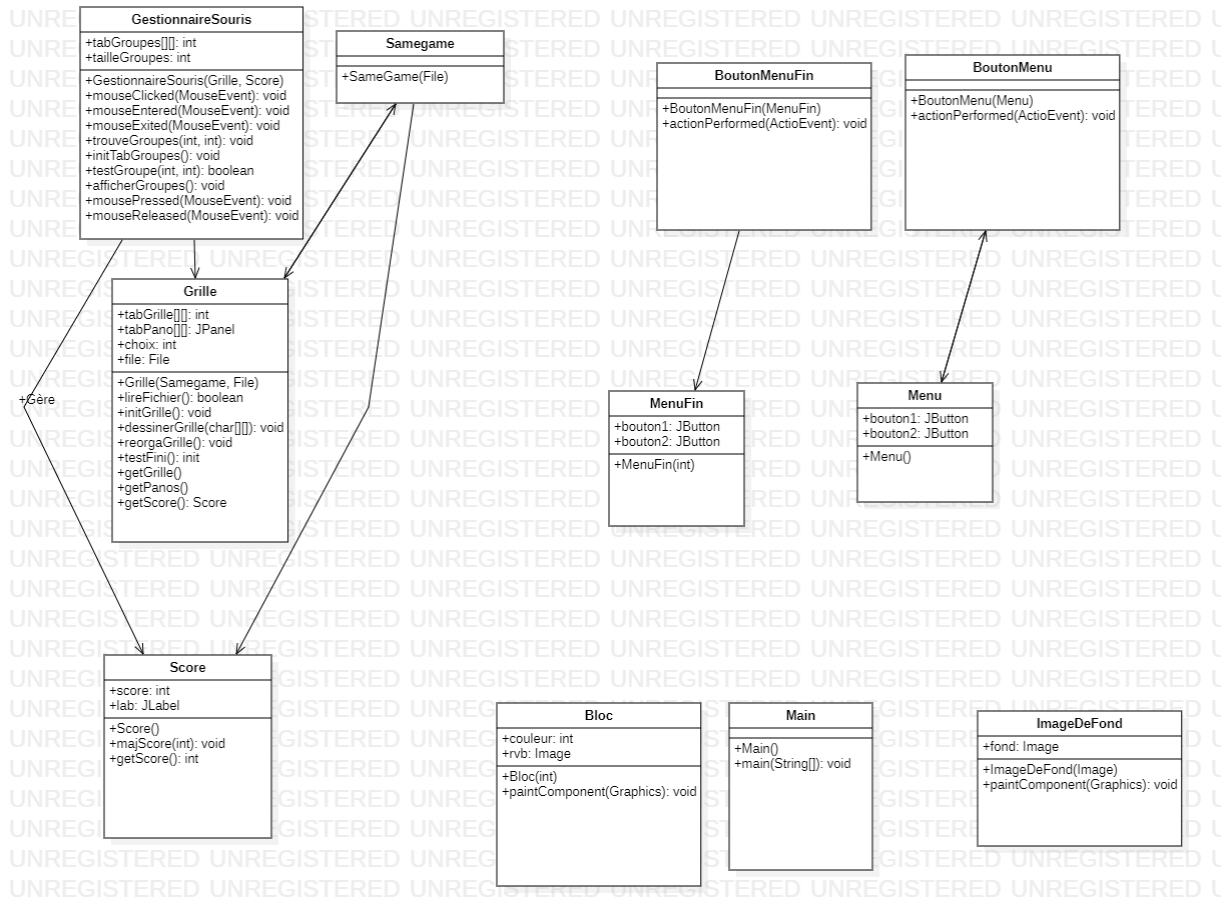 GestionnaireSouris
+tabGroupes[][]: int
+tailleGroupes: int
+GestionnaireSouris(Grille, Score)
+mouseClicked(MouseEvent): void
+mouseEntered(MouseEvent): void
+mouseExited(MouseEvent): void
+trouveGroupes(int, int): void
+initTabGroupes(): void
+testGroupe(int, int): boolean
+afficherGroupes(): void
+mousePressed(MouseEvent): void
+mouseReleased(MouseEvent): void
Samegame
+SameGame(File)
BoutonMenuFin
+BoutonMenuFin(MenuFin)
+actionPerformed(ActioEvent): void
BoutonMenu
+BoutonMenu(Menu)
+actionPerformed(ActioEvent): void
Grille
+tabGrille[][]: int
+tabPano[][]: JPanel
+choix: int
+file: File
+Grille(Samegame, File)
+lireFichier(): boolean
+initGrille(): void
+dessinerGrille(char[][]): void
+reorgaGrille(): void
+testFini(): init
+getGrille()
+getPanos()
+getScore(): Score
+Gère
MenuFin
+bouton1: JButton
+bouton2: JButton
+MenuFin(int)
Menu
+bouton1: JButton
+bouton2: JButton
+Menu()
Score
+score: int
+lab: JLabel
+Score()
+majScore(int): void
+getScore(): int
Bloc
+couleur: int
+rvb: Image
+Bloc(int)
+paintComponent(Graphics): void
Main
+Main()
+main(String[]): void
ImageDeFond
+fond: Image
+ImageDeFond(Image)
+paintComponent(Graphics): void
UNREGISTERED